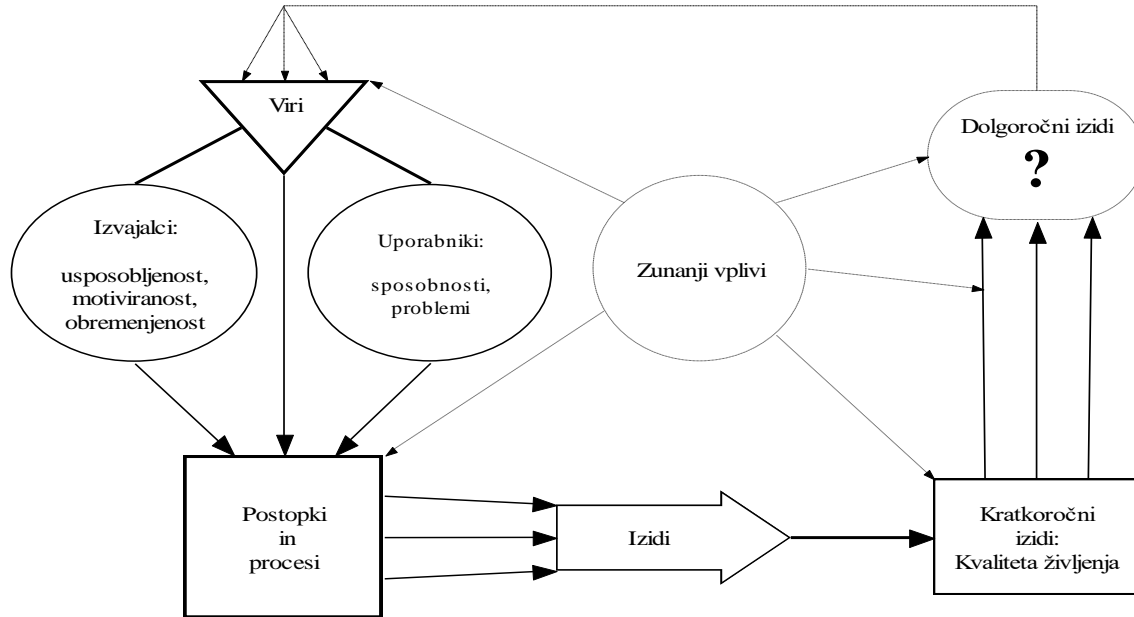 Viri
Dolgoročni izidi
?
Izvajalci:
usposobljenost,
motiviranost,
obremenjenost
Uporabniki:
sposobnosti,
problemi
Zunanji vplivi
Postopki
in
procesi
Izidi
Kratkoročni
izidi:
Kvaliteta življenja